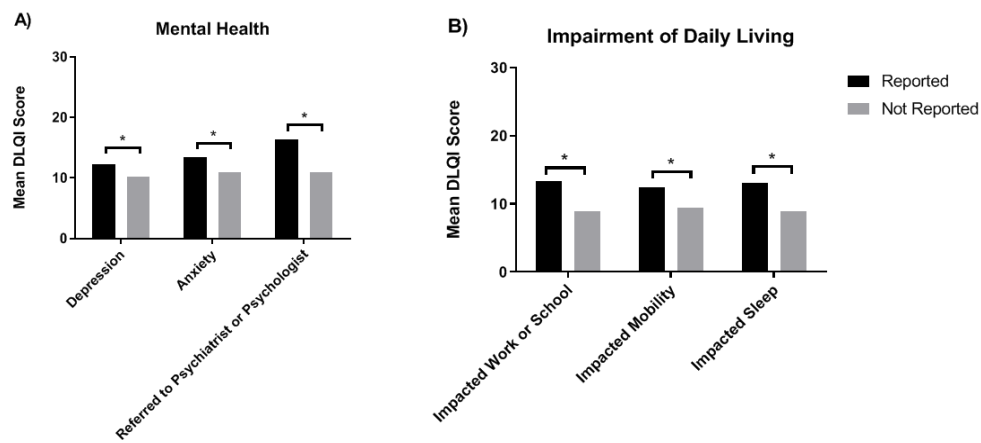 A)
Mental Health
30
20
10
0
Mean DLQI Score
*
*
*
Depression
Anxiety
Referred to Psychiatrist or Psychologist
B)
Impairment of Daily Living
30
20
10
0
Mean DLQI Score
*
*
*
Impacted Work or School
Impacted Mobility
Impacted Sleep
Reported
Not Reported